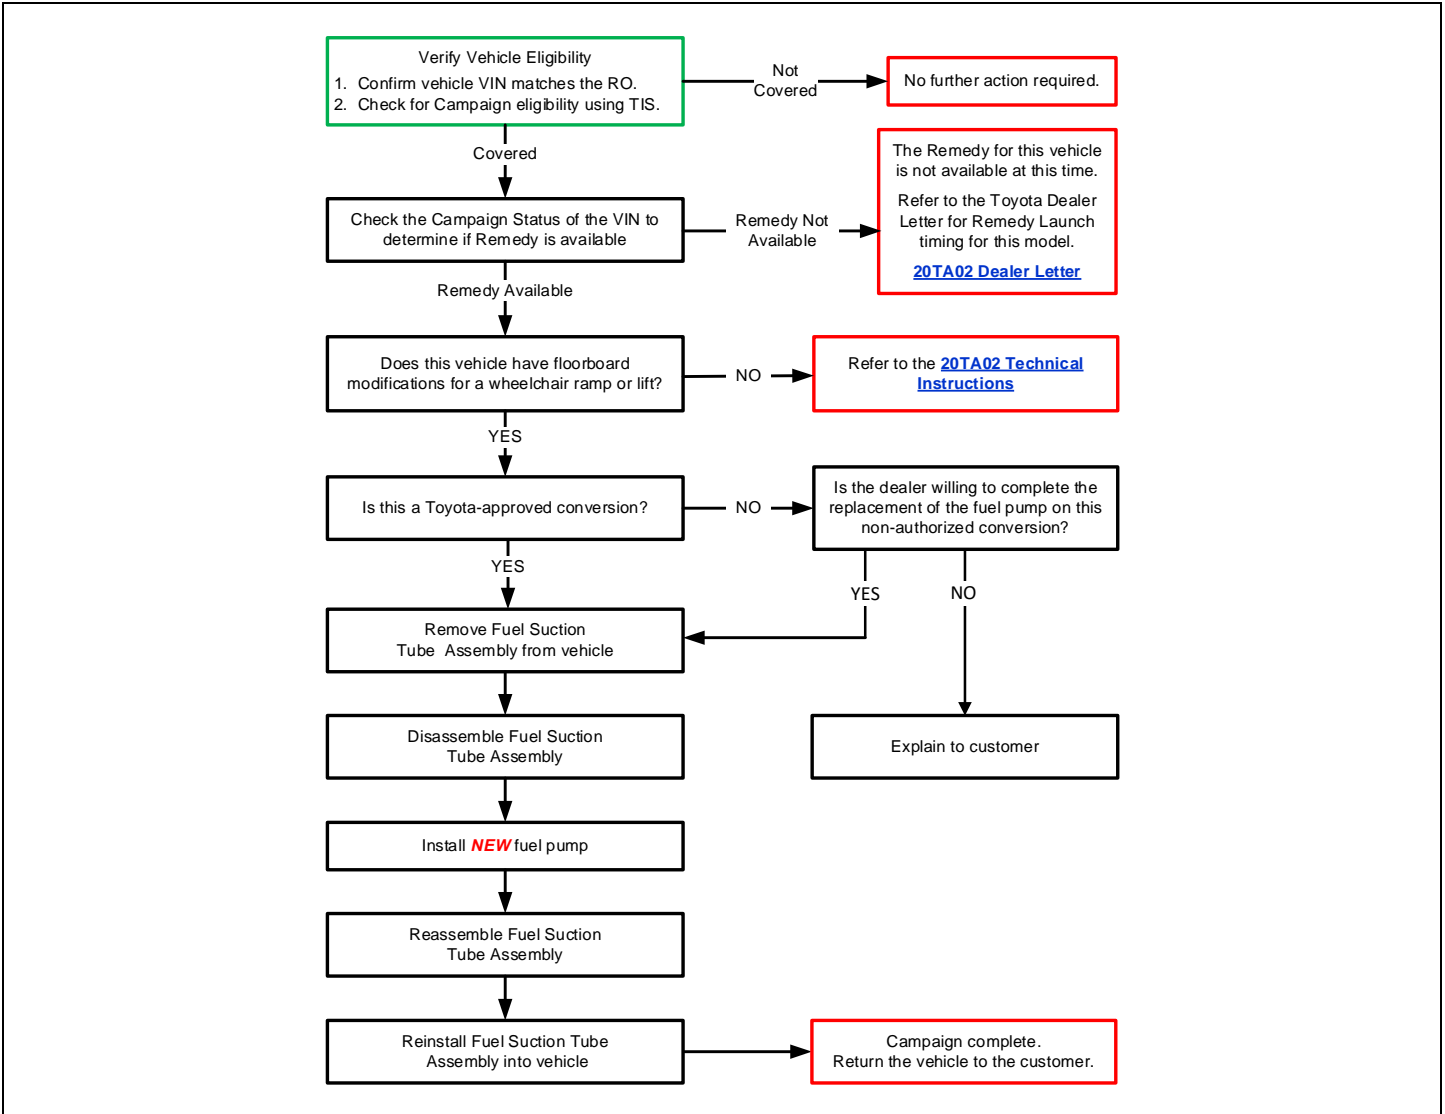 Verify Vehicle Eligibility
1. Confirm vehicle VIN matches the RO.
2. Check for Campaign eligibility using TIS.
Not
Covered
No further action required.
Covered
The Remedy for this vehicle
is not available at this time.
Refer to the Toyota Dealer
Letter for Remedy Launch
timing for this model.
20TA02 Dealer Letter
Check the Campaign Status of the VIN to
determine if Remedy is available
Remedy Not
Available
Remedy Available
Does this vehicle have floorboard
modifications for a wheelchair ramp or lift?
NO
Refer to the 20TA02 Technical
Instructions
YES
Is this a Toyota-approved conversion?
NO
Is the dealer willing to complete the
replacement of the fuel pump on this
non-authorized conversion?
YES
YES
NO
Remove Fuel Suction
Tube Assembly from vehicle
Disassemble Fuel Suction
Tube Assembly
Explain to customer
Install NEW fuel pump
Reassemble Fuel Suction
Tube Assembly
Reinstall Fuel Suction Tube
Assembly into vehicle
Campaign complete.
Return the vehicle to the customer.